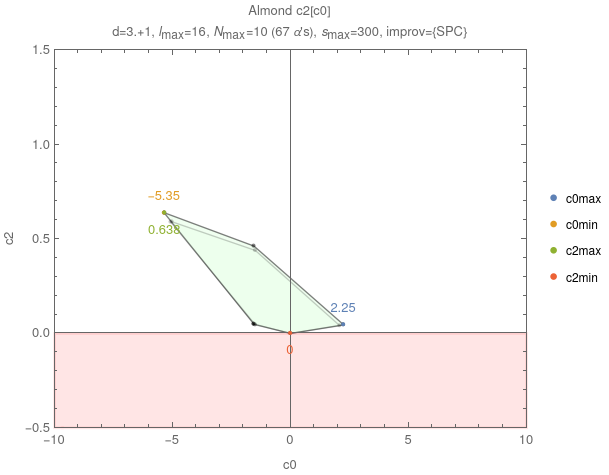 Almond c2[c0]
d=3.+1, lmax=16, Nmax=10 (67 α's), smax=300, improv={SPC}
1.5
1.0
0.5
0.0
−0.5
c2
−5.35
0.638
2.25
0
−10
−5
0
5
10
c0
c0max
c0min
c2max
c2min